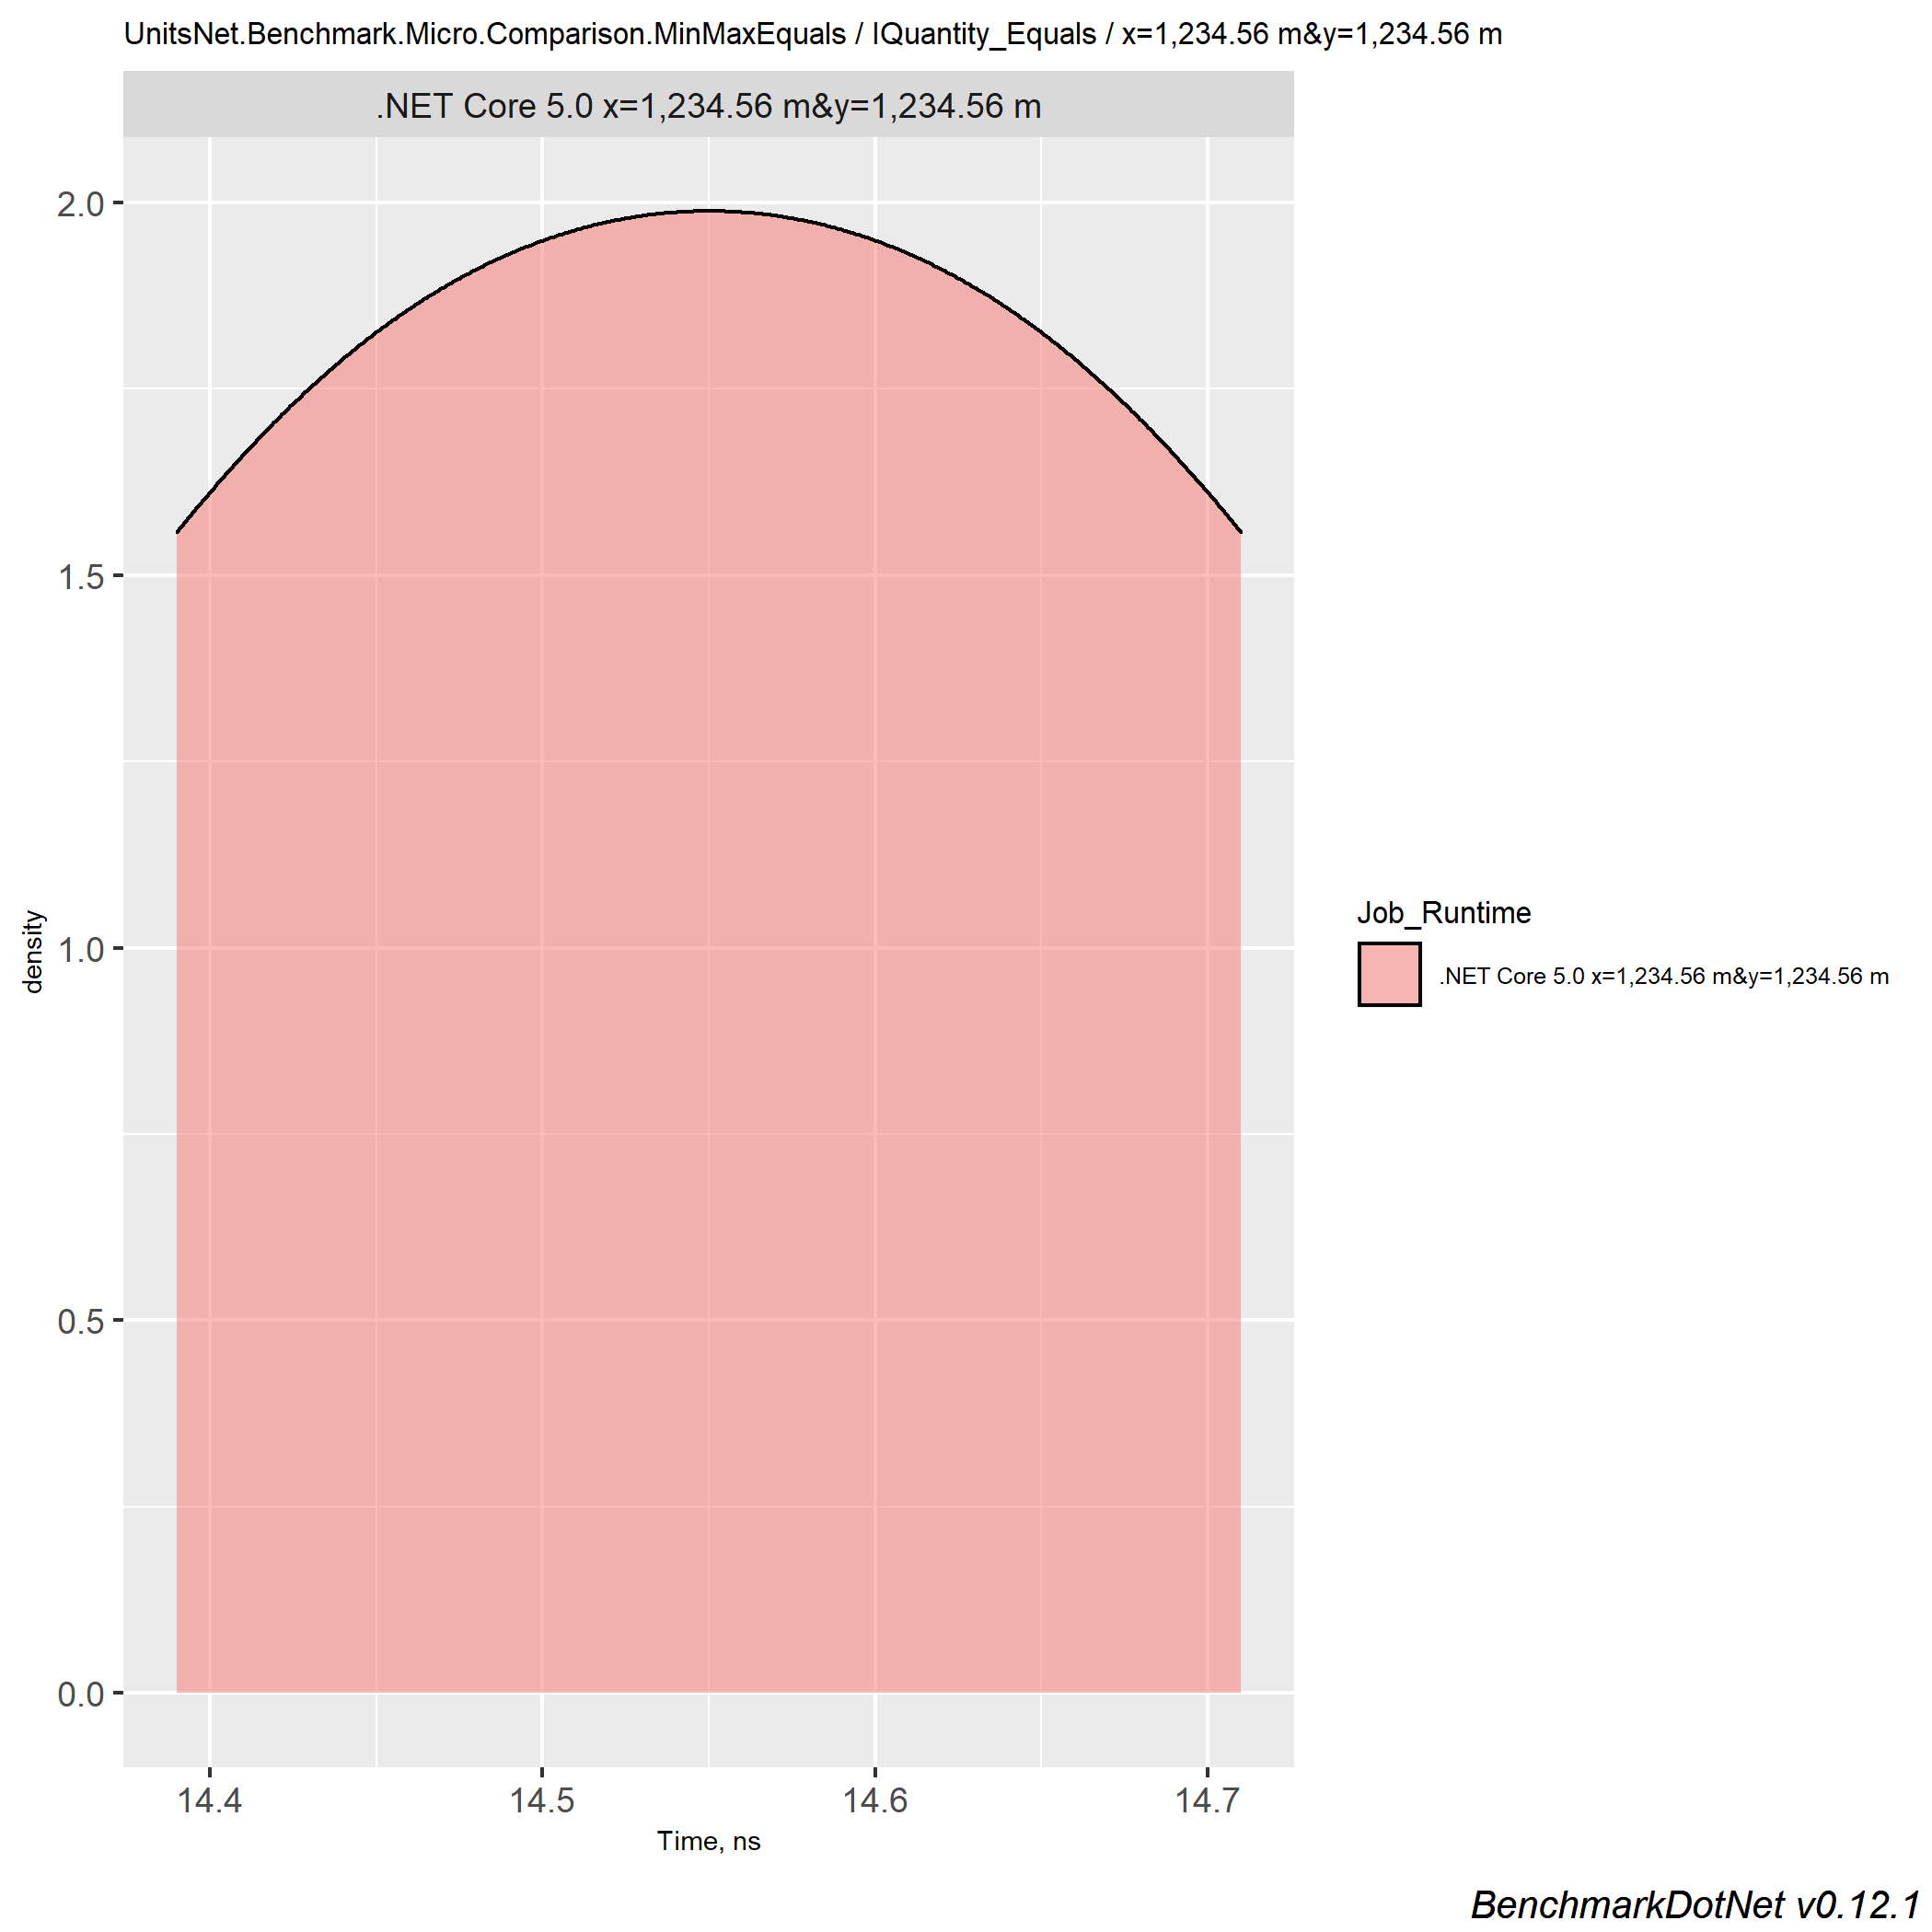 UnitsNet.Benchmark.Micro.Comparison.MinMaxEquals / IQuantity_Equals / x=1,234.56 m&y=1,234.56 m
.NET Core 5.0 x=1,234.56 m&y=1,234.56 m
2.0
1.5
1.0
0.5
0.0
density
14.4 14.5 14.6 14.7
Time, ns
Job_Runtime
.NET Core 5.0 x=1,234.56 m&y=1,234.56 m
BenchmarkDotNet v0.12.1